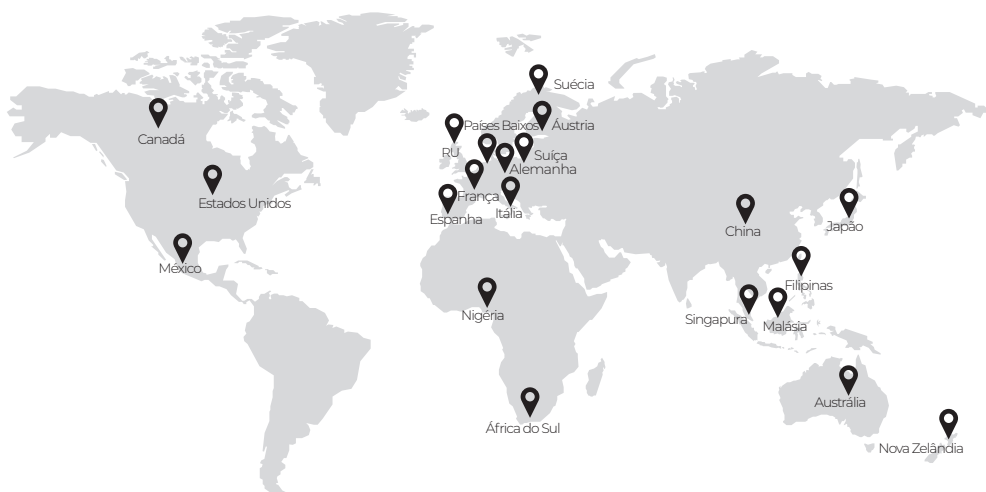 Suécia
Países Baixos
Áustria
Canadá
RU
Suíça
Alemanha
França
Estados Unidos
Espanha
Itália
China
Japão
México
Filipinas
Nigéria
Singapura
Malásia
Austrália
África do Sul
Nova Zelândia